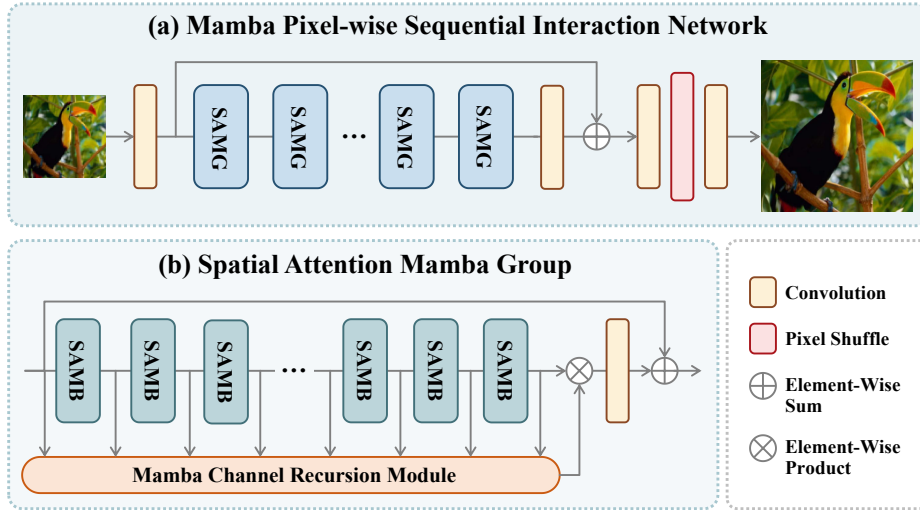 (a) Mamba Pixel-wise Sequential Interaction Network
SAMG
SAMG
...
SAMG
SAMG
(b) Spatial Attention Mamba Group
SAMB
SAMB
SAMB
...
SAMB
SAMB
SAMB
Mamba Channel Recursion Module
Convolution
Pixel Shuffle
Element-Wise
Sum
Element-Wise
Product